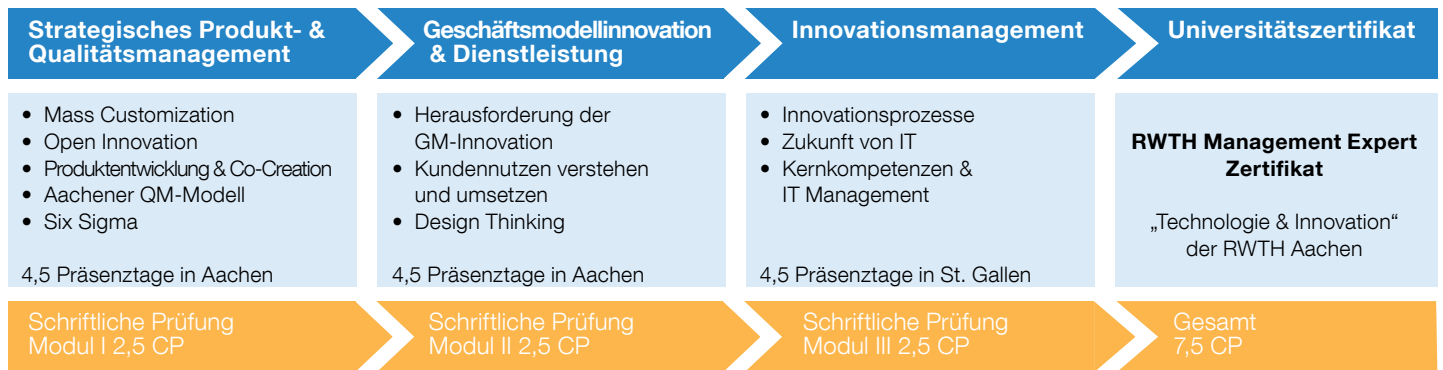 Strategisches Produkt- &
Qualitätsmanagement
• Mass Customization
• Open Innovation
• Produktentwicklung & Co-Creation
• Aachener QM-Modell
• Six Sigma
4,5 Präsenztage in Aachen
Schriftliche Prüfung
Modul I 2,5 CP
Geschäftsmodellinnovation
& Dienstleistung
• Herausforderung der
GM-Innovation
• Kundennutzen verstehen
und umsetzen
• Design Thinking
4,5 Präsenztage in Aachen
Schriftliche Prüfung
Modul II 2,5 CP
Innovationsmanagement
• Innovationsprozesse
• Zukunft von IT
• Kernkompetenzen &
IT Management
4,5 Präsenztage in St. Gallen
Schriftliche Prüfung
Modul III 2,5 CP
Universitätszertifikat
RWTH Management Expert
Zertifikat
„Technologie & Innovation“
der RWTH Aachen
Gesamt
7,5 CP